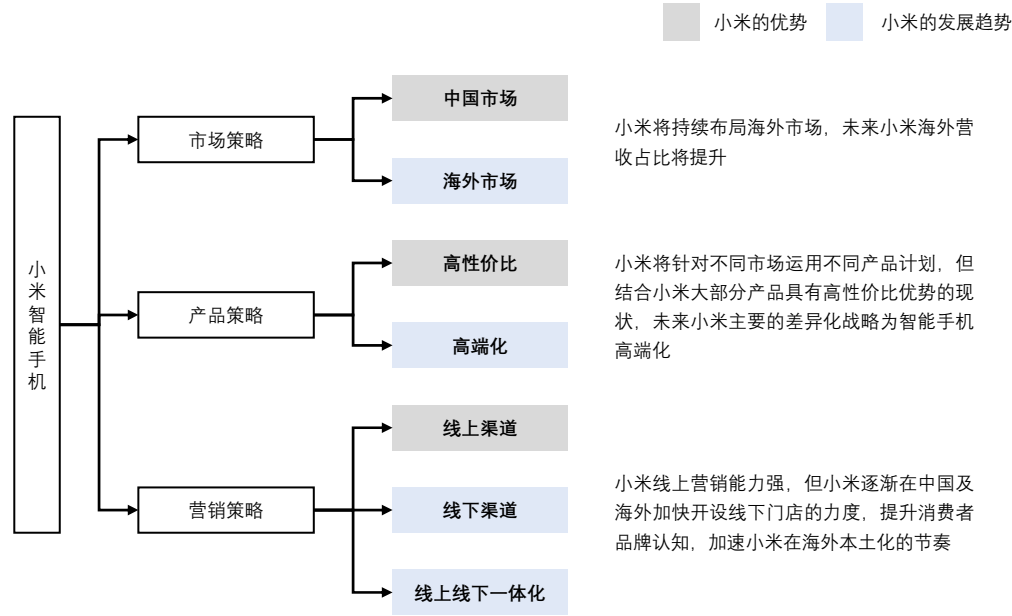 小米的优势
小米的发展趋势
小米智能手机
市场策略
中国市场
海外市场
小米将持续布局海外市场，未来小米海外营
收占比将提升
产品策略
高性价比
高端化
小米将针对不同市场运用不同产品计划，但
结合小米大部分产品具有高性价比优势的现
状，未来小米主要的差异化战略为智能手机
高端化
营销策略
线上渠道
线下渠道
线上线下一体化
小米线上营销能力强，但小米逐渐在中国及
海外加快开设线下门店的力度，提升消费者
品牌认知，加速小米在海外本土化的节奏